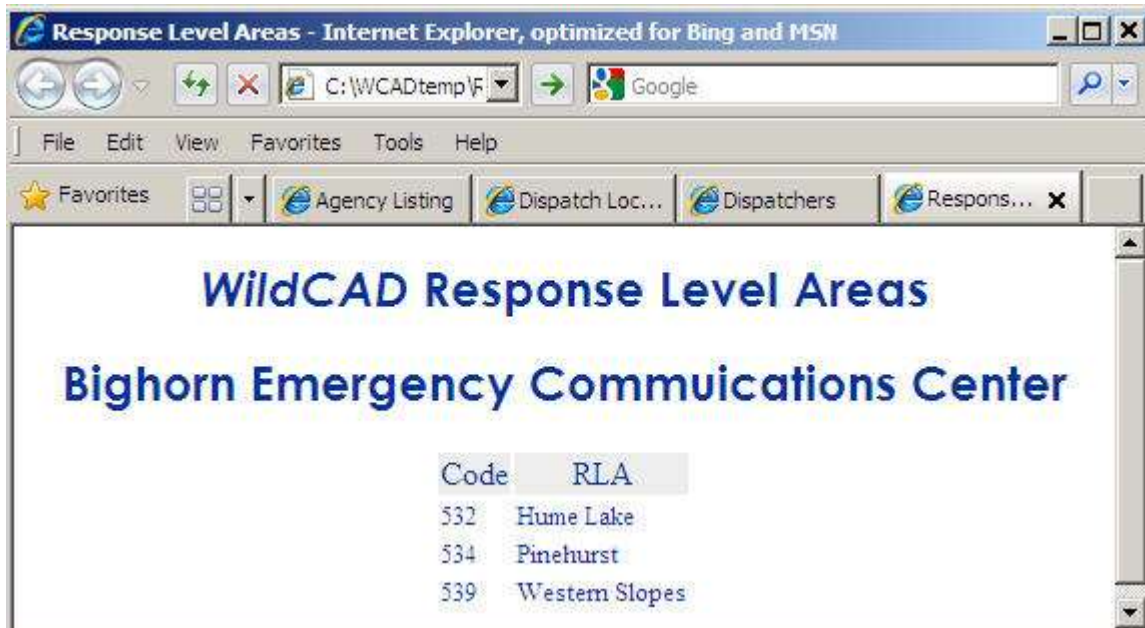 Response Level Areas - Internet Explorer, optimized for Bing and MSN
C:\WCADtemp\F Google
File Edit View Favorites Tools Help
Favorites Agency Listing Dispatch Loc... Dispatchers Respons...
WildCAD Response Level Areas
Bighorn Emergency Commuications Center
Code RLA
532 Hume Lake
534 Pinehurst
539 Western Slopes